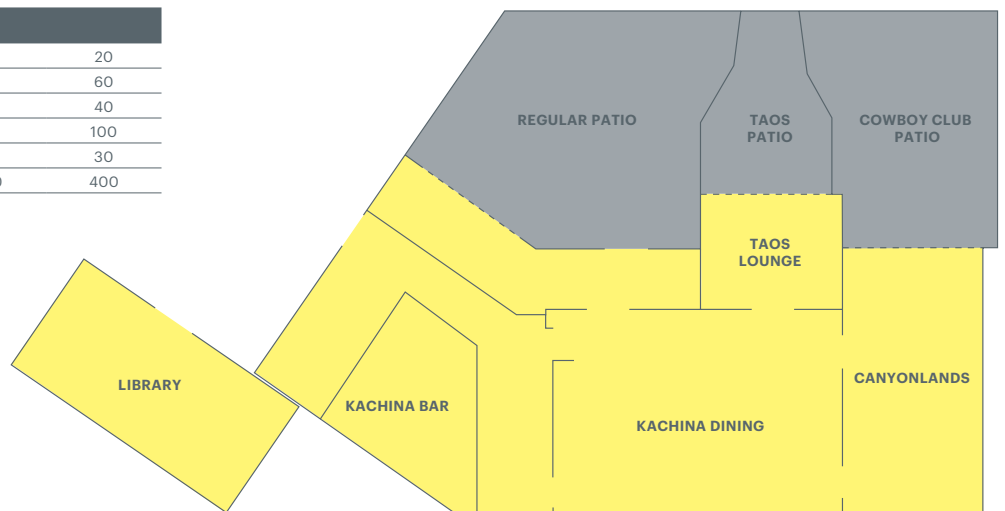 20
60
40
100
30
400
REGULAR PATIO
TAOS
PATIO
COWBOY CLUB
PATIO
TAOS
LOUNGE
LIBRARY
KACHINA BAR
CANYONLANDS
KACHINA DINING